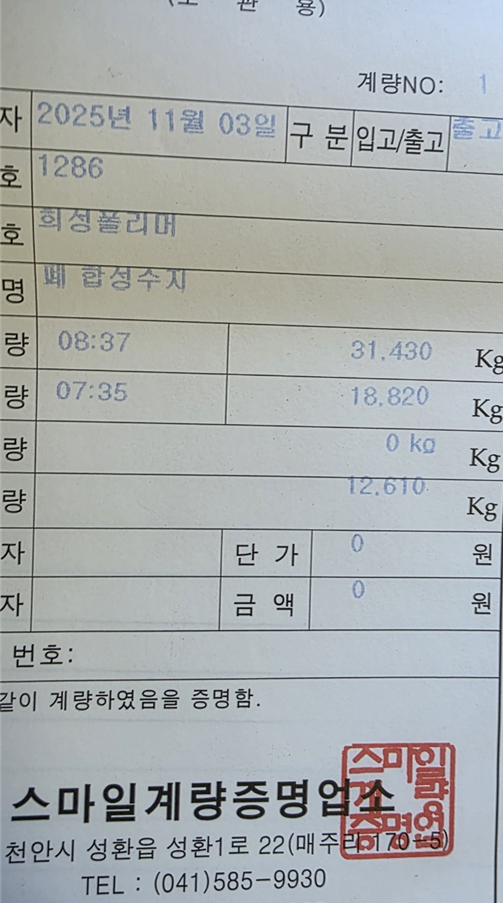 관 용)
계량NO: 1
자 2025년 11월 03일 구 분 입고/출고 출고
호 1286
호 희성폴리머
명 폐 합성수지
량 08:37 31,430 Kg
량 07:35 18,820 Kg
량 0 kg Kg
량 12,610 Kg
자 단 가 0 원
자 금 액 0 원
번호:
같이 계량하였음을 증명함.
스마일계량증명업소
천안시 성환읍 성환1로 22(매주리 170-5)
TEL : (041)585-9930